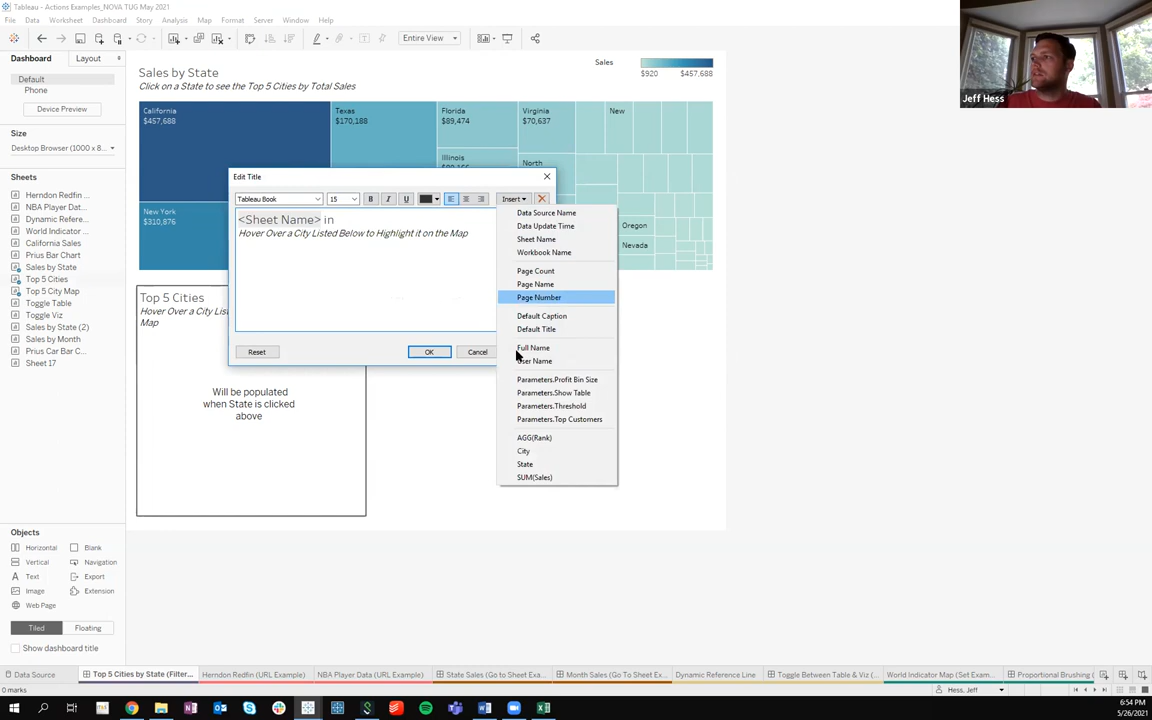 Tableau - Actions Examples_NOVA TUG May 2021
File Data Worksheet Dashboard Story Analysis Map Format Server Window Help
Entire View
Dashboard Layout
Default
Phone
Device Preview
Size
Desktop Browser (1000 x 8...
Sheets
Herndon Redfin ...
NBA Player Dat...
Dynamic Refere...
World Indicator ...
California Sales
Prius Bar Chart
Sales by State
Top 5 Cities
Top 5 City Map
Toggle Table
Toggle Viz
Sales by State (2)
Sales by Month
Prius Car Bar C...
Sheet 17
Objects
Horizontal Blank
Vertical Navigation
Text Export
Image Extension
Web Page
Tiled Floating
Show dashboard title
Sales by State
Click on a State to see the Top 5 Cities by Total Sales
Sales
$920 $457,688
California
$457,688
Texas
$170,188
Florida
$89,474
Virginia
$70,637
New
Illinois
North
New York
$310,876
Oregon
Nevada
Edit Title
Tableau Book 15 B I U Insert
<Sheet Name> in
Hover Over a City Listed Below to Highlight it on the Map
Reset OK Cancel
Data Source Name
Data Update Time
Sheet Name
Workbook Name
Page Count
Page Name
Page Number
Default Caption
Default Title
Full Name
User Name
Parameters.Profit Bin Size
Parameters.Show Table
Parameters.Threshold
Parameters.Top Customers
AGG(Rank)
City
State
SUM(Sales)
Top 5 Cities
Hover Over a City Lis
Map
Will be populated
when State is clicked
above
Jeff Hess
Data Source Top 5 Cities by State (Filter... Herndon Redfin (URL Example) NBA Player Data (URL Example) State Sales (Go to Sheet Exa... Month Sales (Go To Sheet Ex... Dynamic Reference Line Toggle Between Table & Viz (... World Indicator Map (Set Exam... Proportional Brushing (
0 marks
Hess, Jeff
6:54 PM
5/26/2021